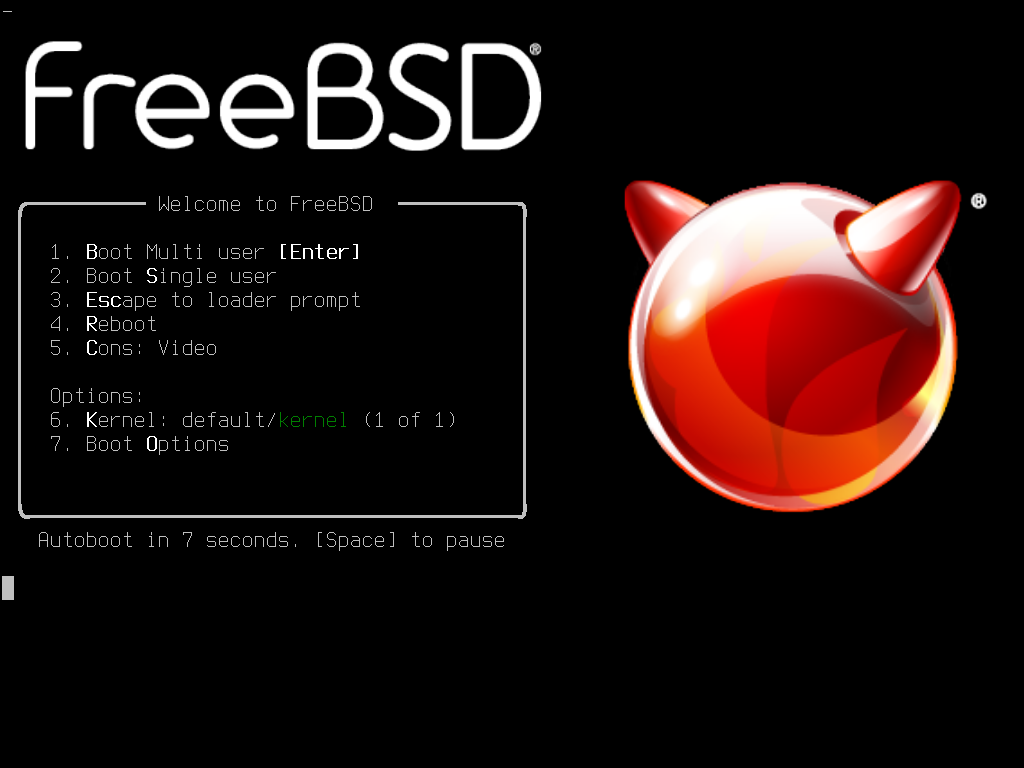 FreeBSD®
Welcome to FreeBSD
1. Boot Multi user [Enter]
2. Boot Single user
3. Escape to loader prompt
4. Reboot
5. Cons: Video
Options:
6. Kernel: default/kernel (1 of 1)
7. Boot Options
Autoboot in 7 seconds. [Space] to pause
®